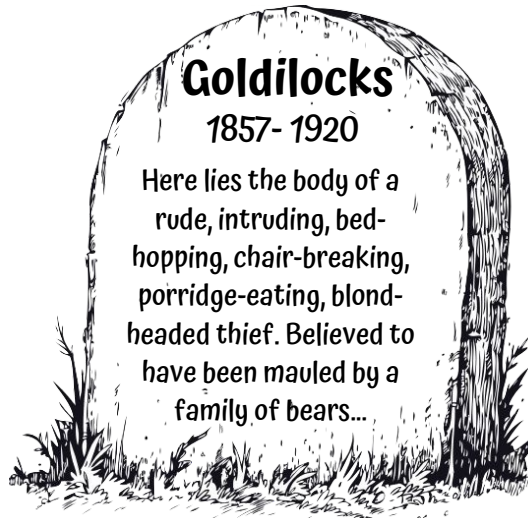 Goldilocks
1857- 1920
Here lies the body of a
rude, intruding, bed-
hopping, chair-breaking,
porridge-eating, blond-
headed thief. Believed to
have been mauled by a
family of bears...